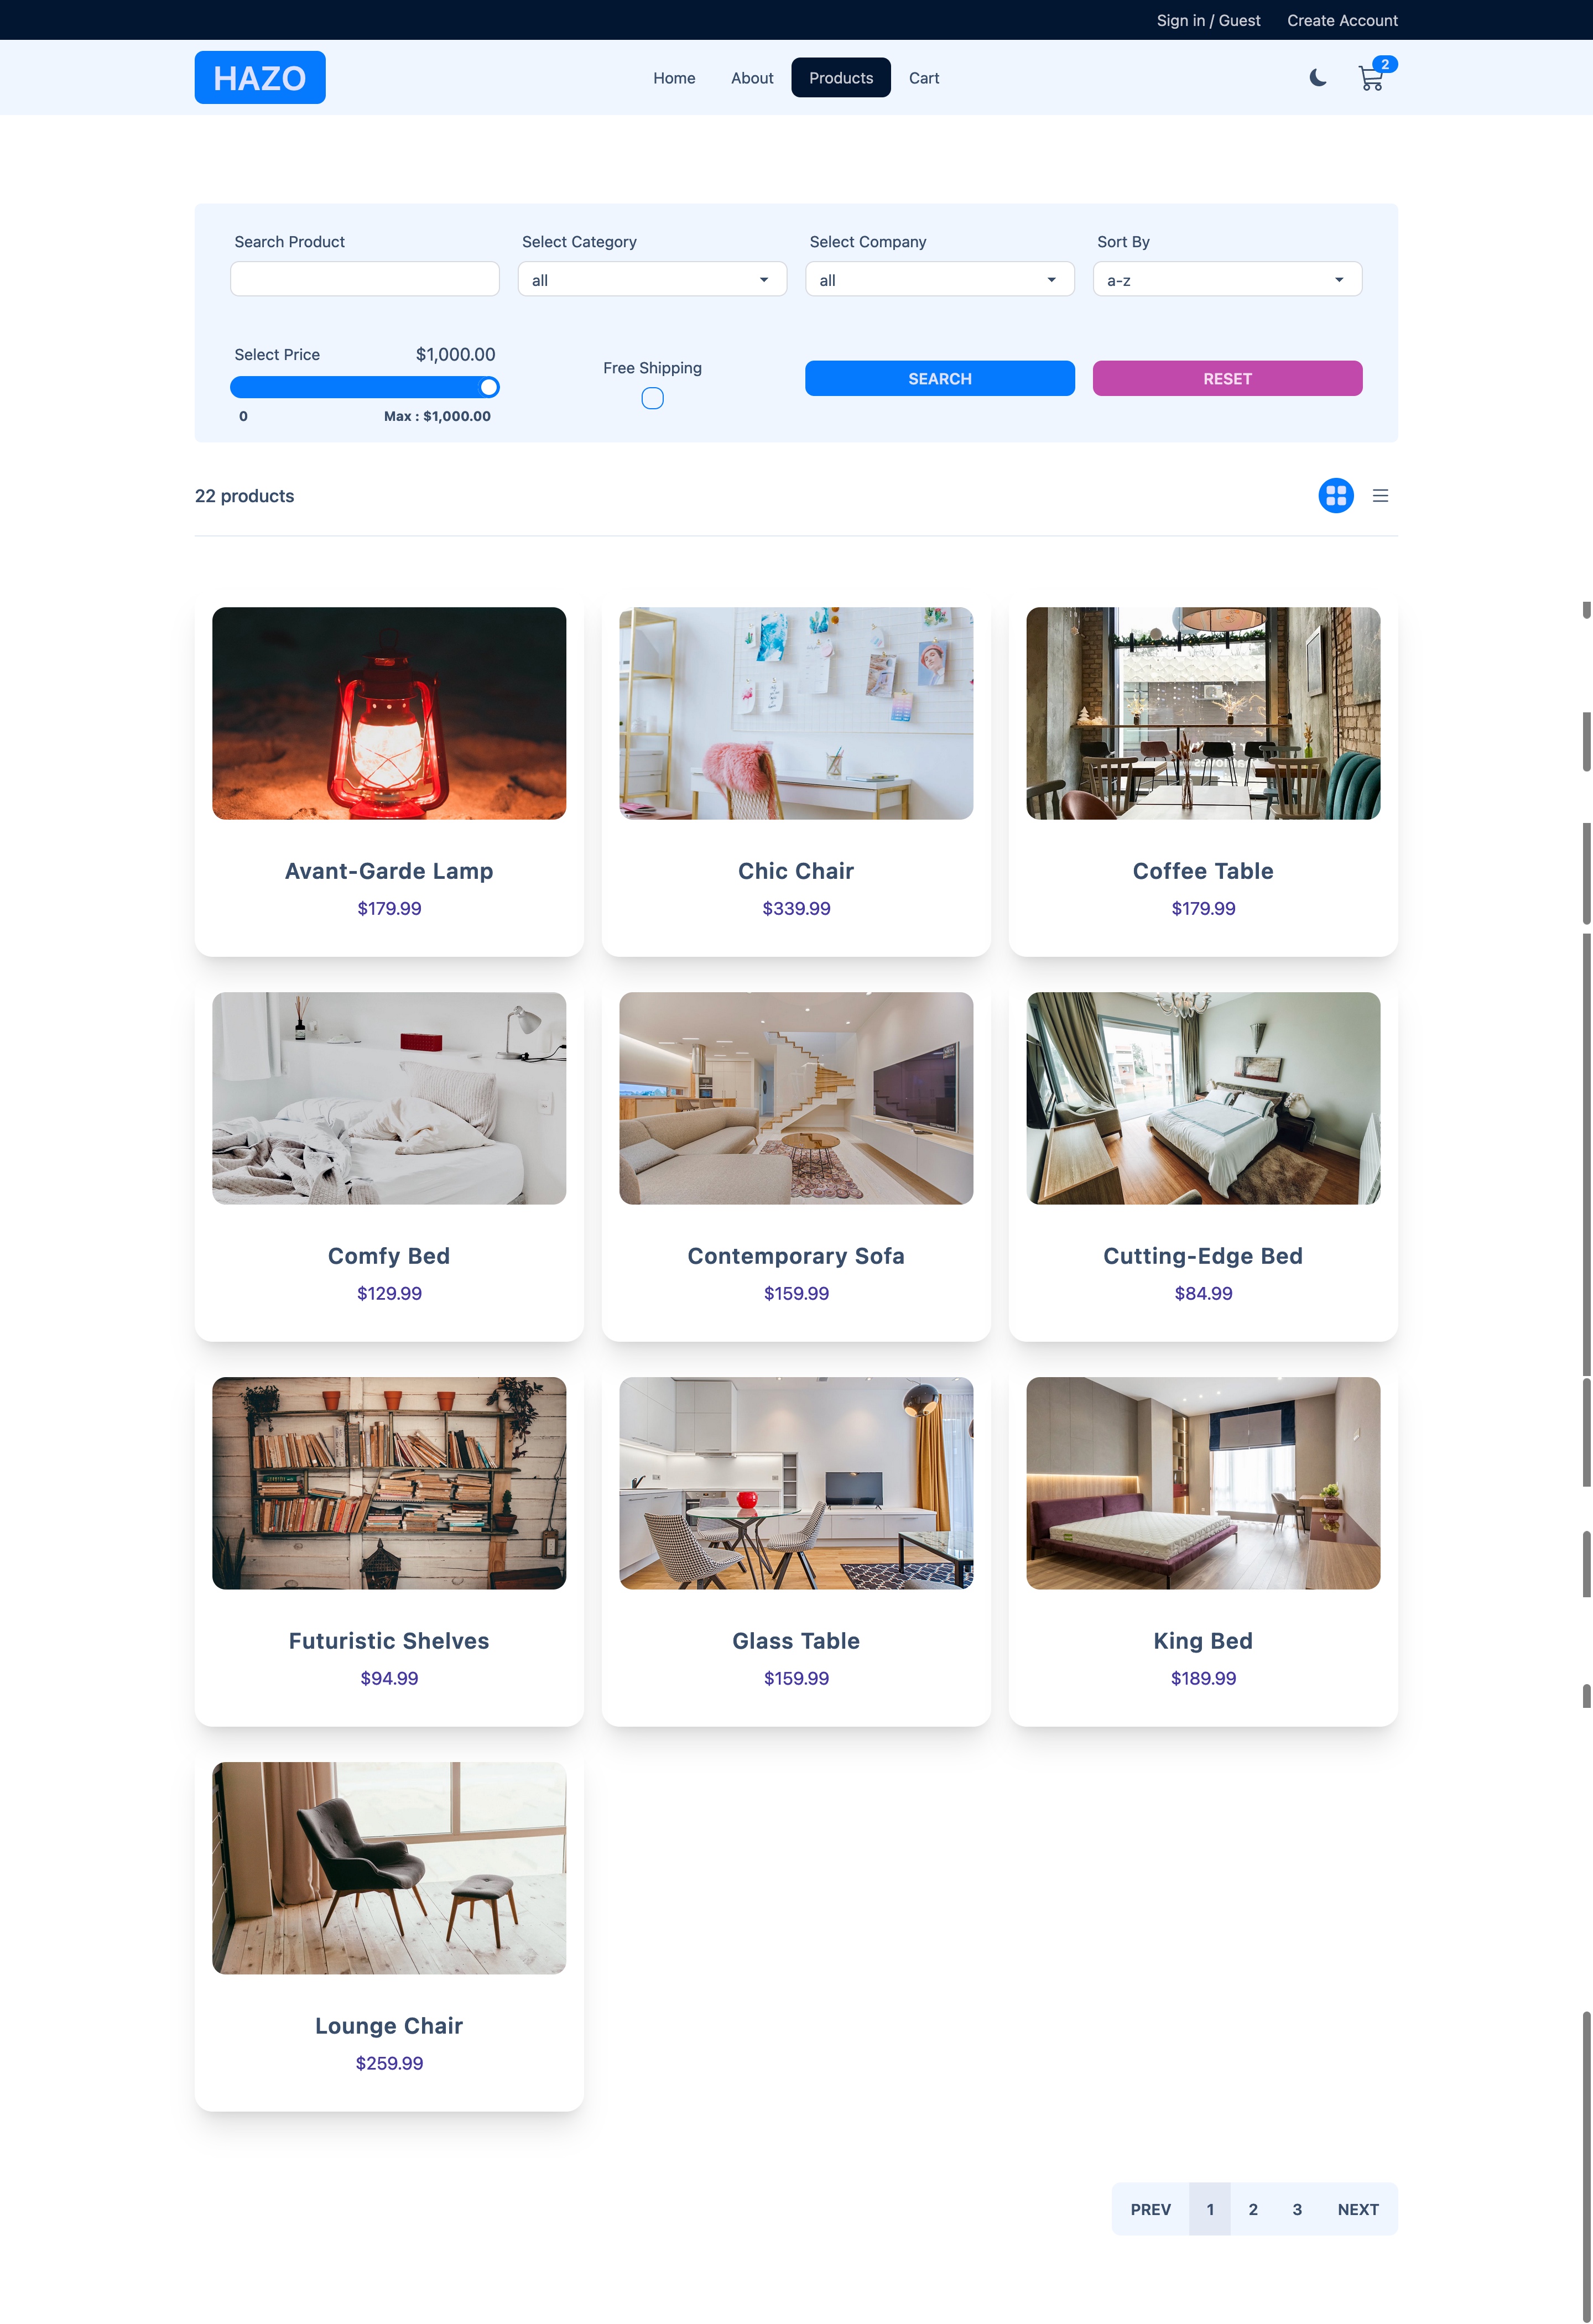 Sign in / Guest Create Account
HAZO Home About Products Cart 2
Search Product Select Category Select Company Sort By
all all a-z
Select Price $1,000.00 Free Shipping SEARCH RESET
0 Max : $1,000.00
22 products
Avant-Garde Lamp Chic Chair Coffee Table
$179.99 $339.99 $179.99
Comfy Bed Contemporary Sofa Cutting-Edge Bed
$129.99 $159.99 $84.99
Futuristic Shelves Glass Table King Bed
$94.99 $159.99 $189.99
Lounge Chair
$259.99
PREV 1 2 3 NEXT